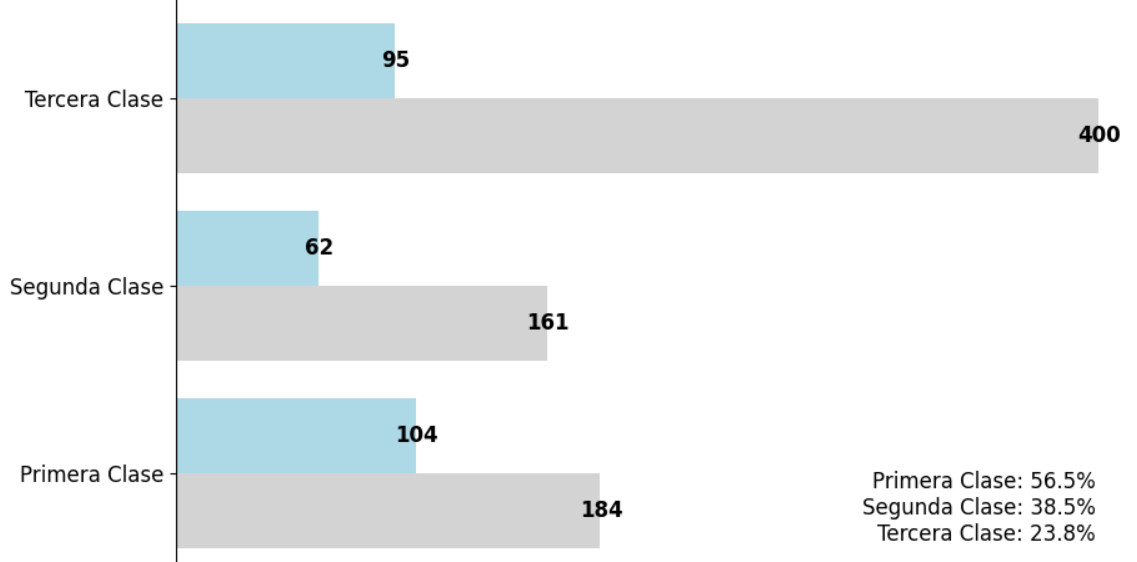 95
Tercera Clase
400
62
Segunda Clase
161
104
Primera Clase
184
Primera Clase: 56.5%
Segunda Clase: 38.5%
Tercera Clase: 23.8%